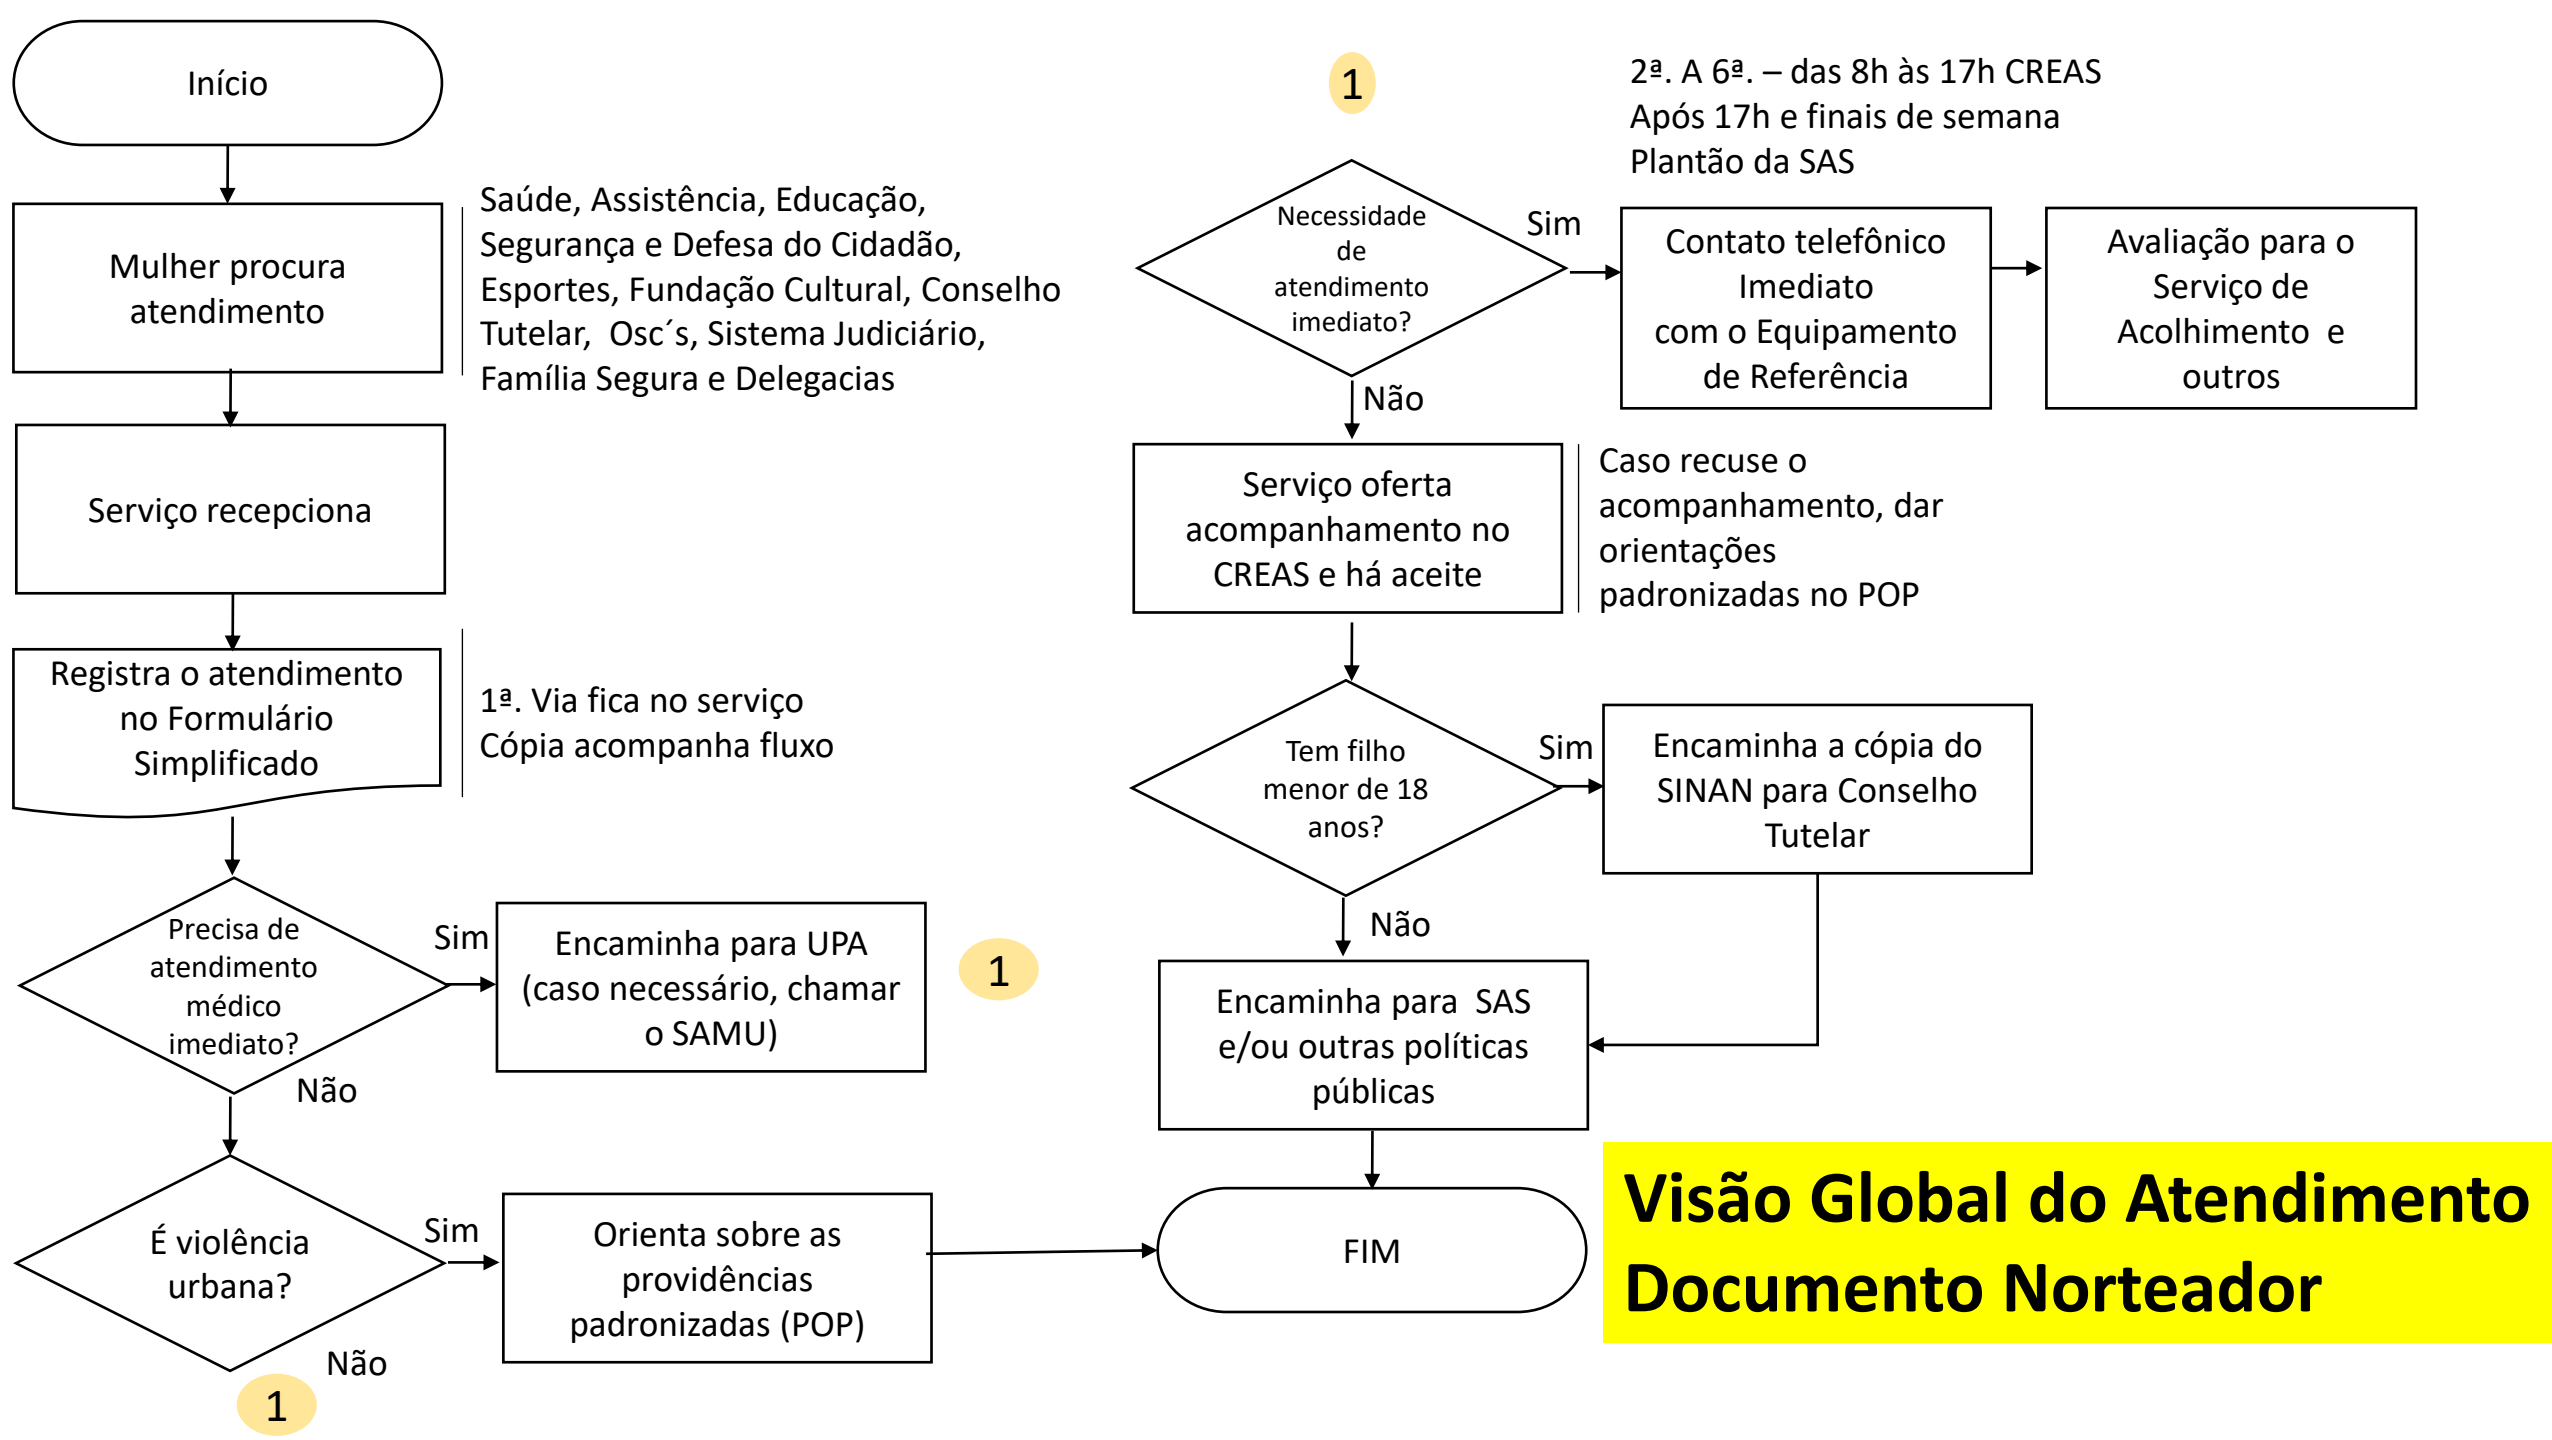 Início
Mulher procura
atendimento
Saúde, Assistência, Educação,
Segurança e Defesa do Cidadão,
Esportes, Fundação Cultural, Conselho
Tutelar,  Osc´s, Sistema Judiciário,
Família Segura e Delegacias
Serviço recepciona
Registra o atendimento
no Formulário
Simplificado
1ª. Via fica no serviço
Cópia acompanha fluxo
Precisa de
atendimento
médico
imediato?
Sim
Encaminha para UPA
(caso necessário, chamar
o SAMU)
1
Não
É violência
urbana?
Sim
Orienta sobre as
providências
padronizadas (POP)
Não
1
1
2ª. A 6ª. – das 8h às 17h CREAS
Após 17h e finais de semana
Plantão da SAS
Necessidade
de
atendimento
imediato?
Sim
Contato telefônico
Imediato
com o Equipamento
de Referência
Avaliação para o
Serviço de
Acolhimento  e
outros
Não
Serviço oferta
acompanhamento no
CREAS e há aceite
Caso recuse o
acompanhamento, dar
orientações
padronizadas no POP
Tem filho
menor de 18
anos?
Sim
Encaminha a cópia do
SINAN para Conselho
Tutelar
Não
Encaminha para  SAS
e/ou outras políticas
públicas
FIM
Visão Global do Atendimento
Documento Norteador